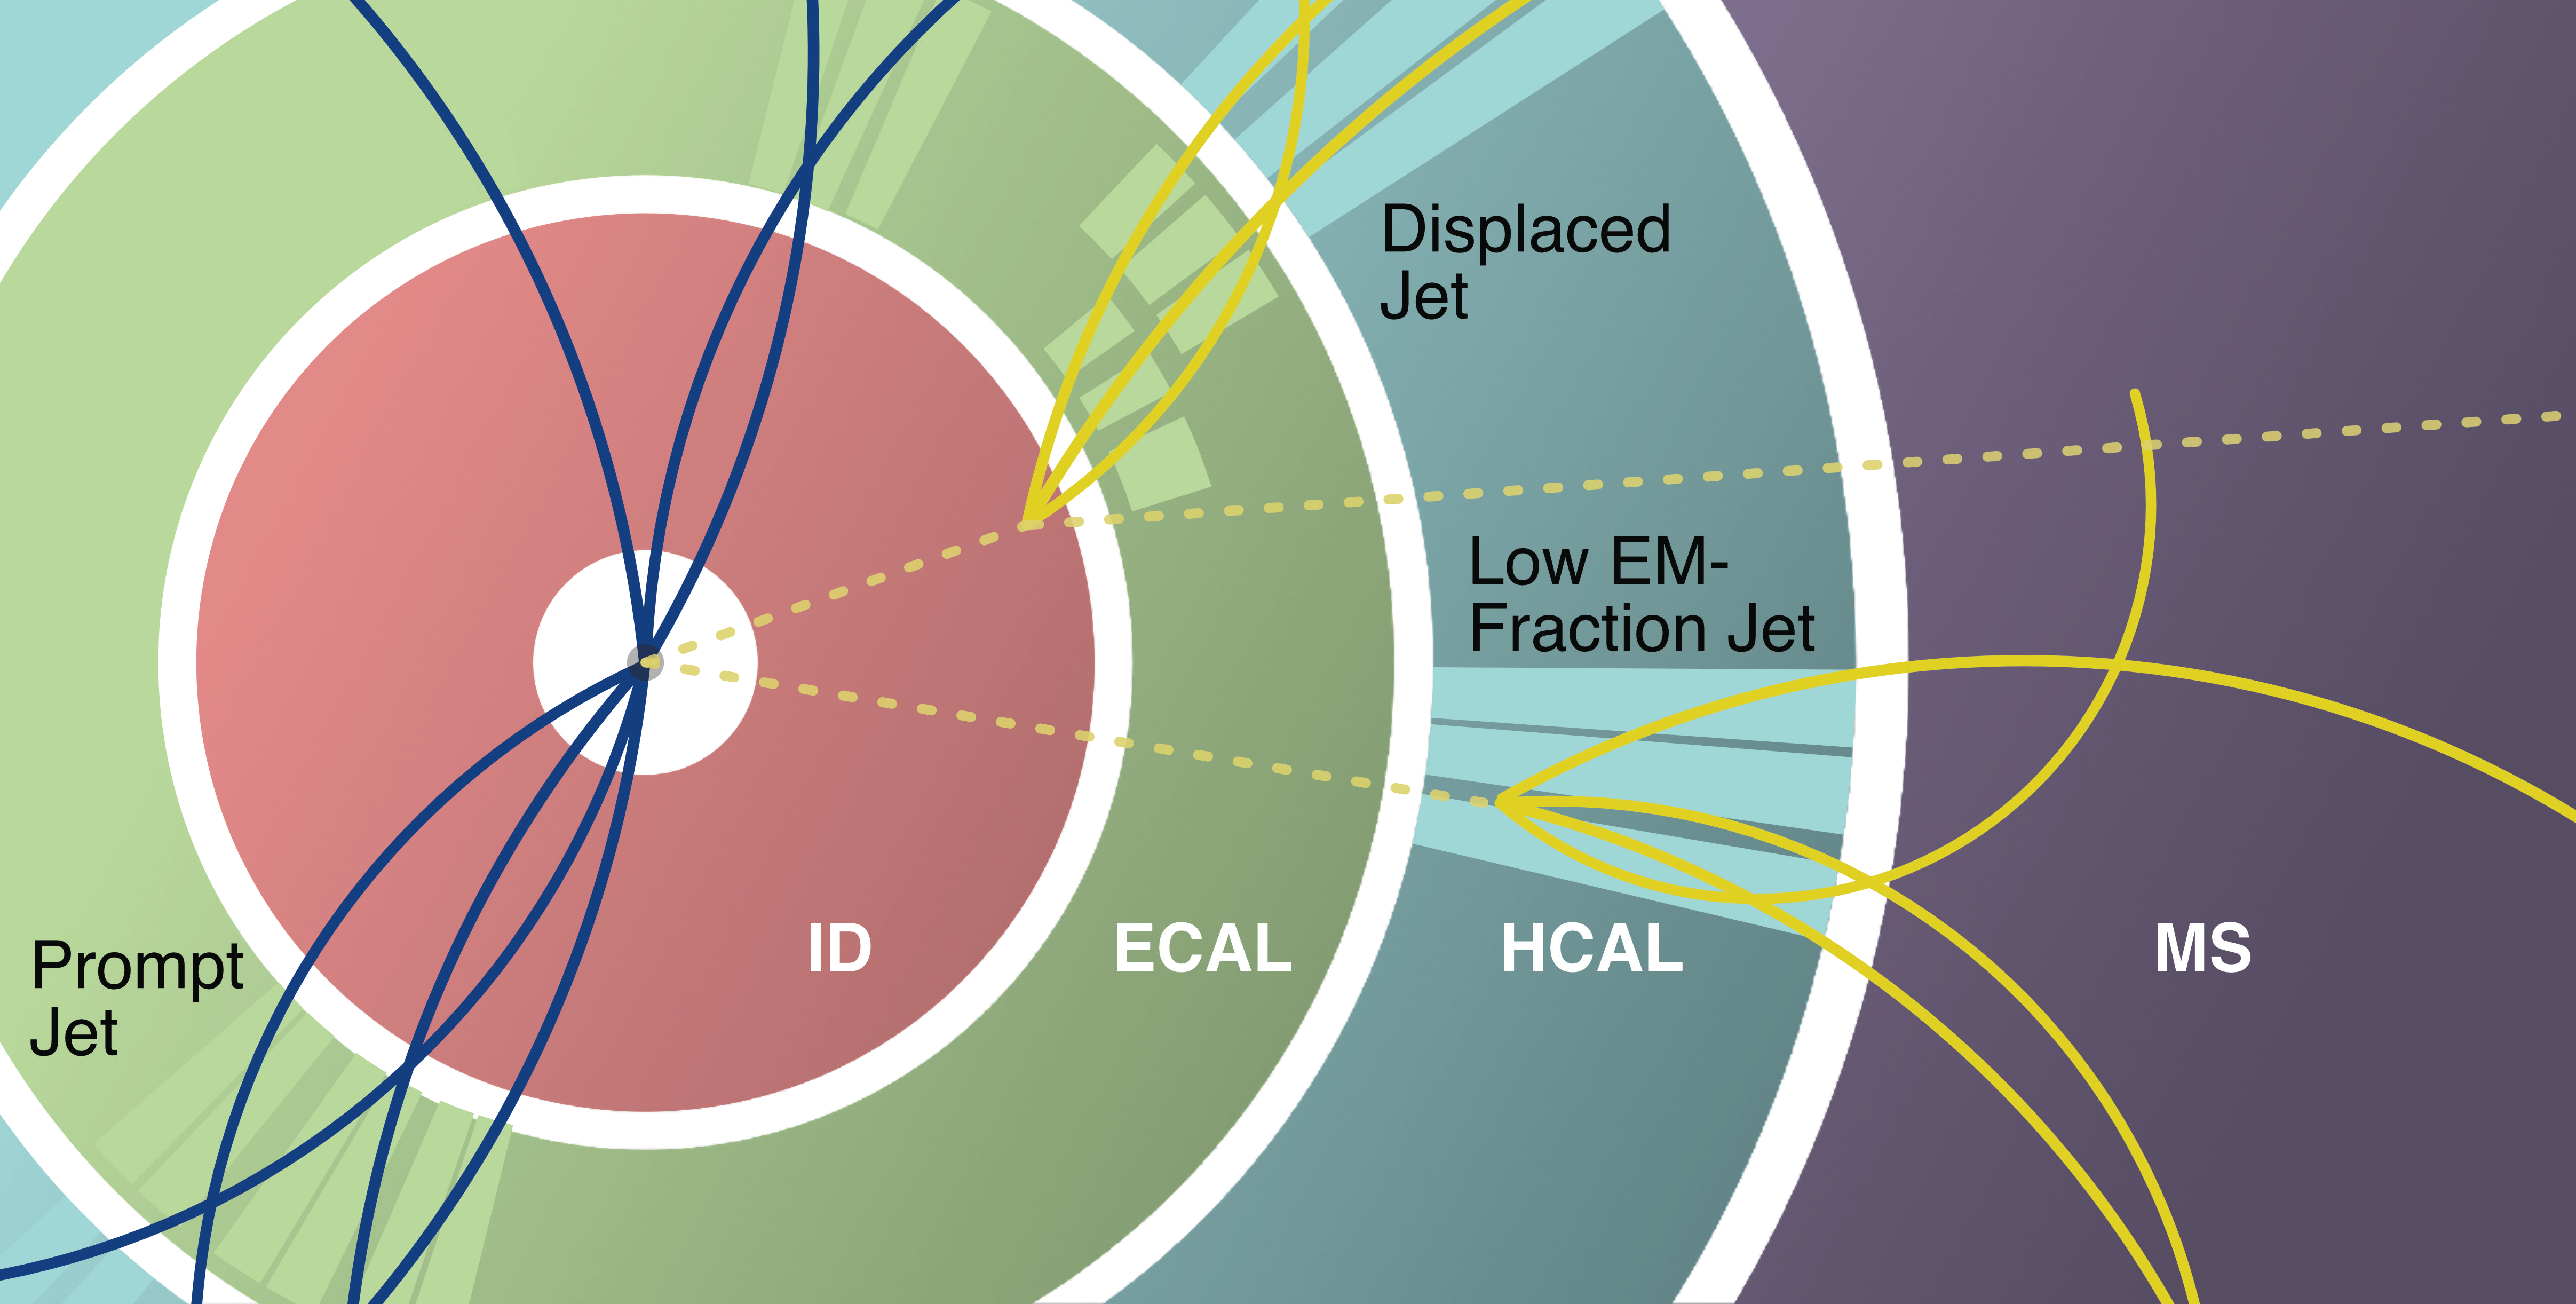 Displaced
Jet
Low EM-
Fraction Jet
Prompt
Jet
ID
ECAL
HCAL
MS